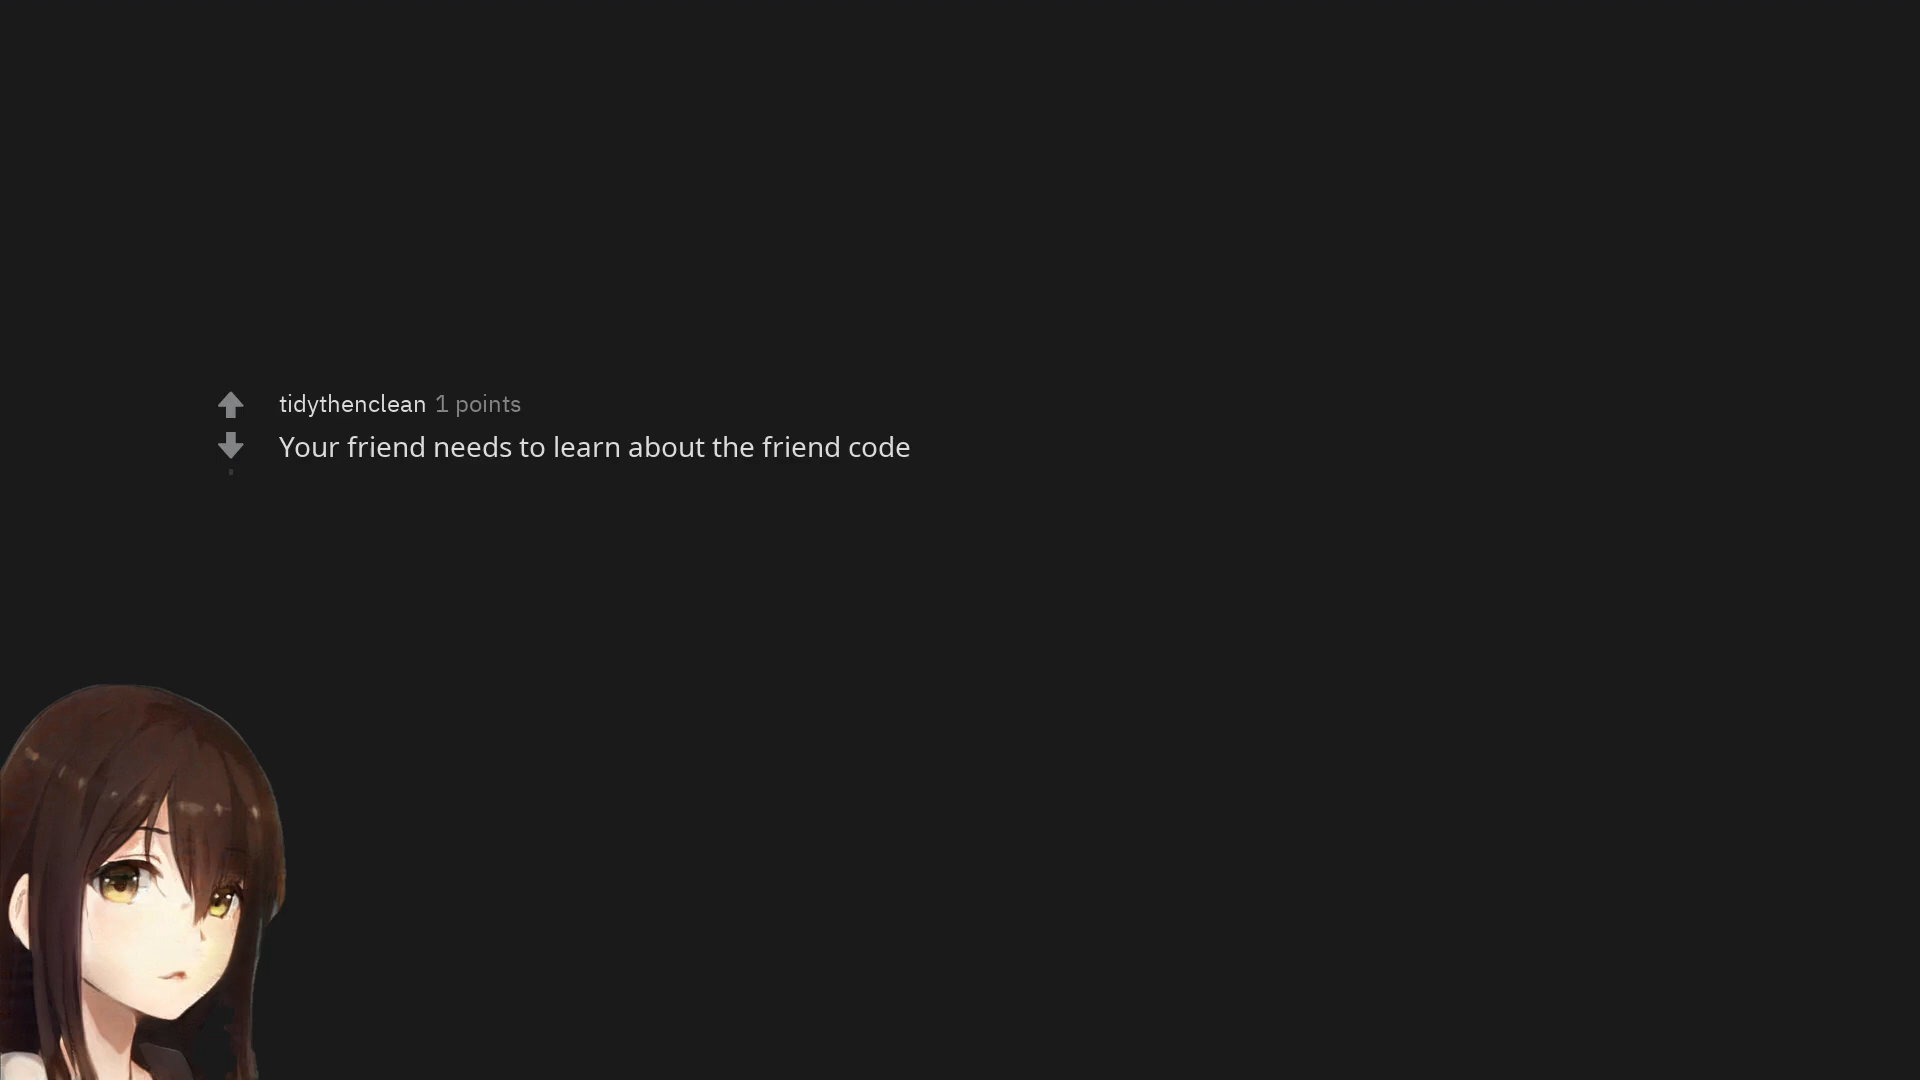 tidythenclean 1 points
Your friend needs to learn about the friend code